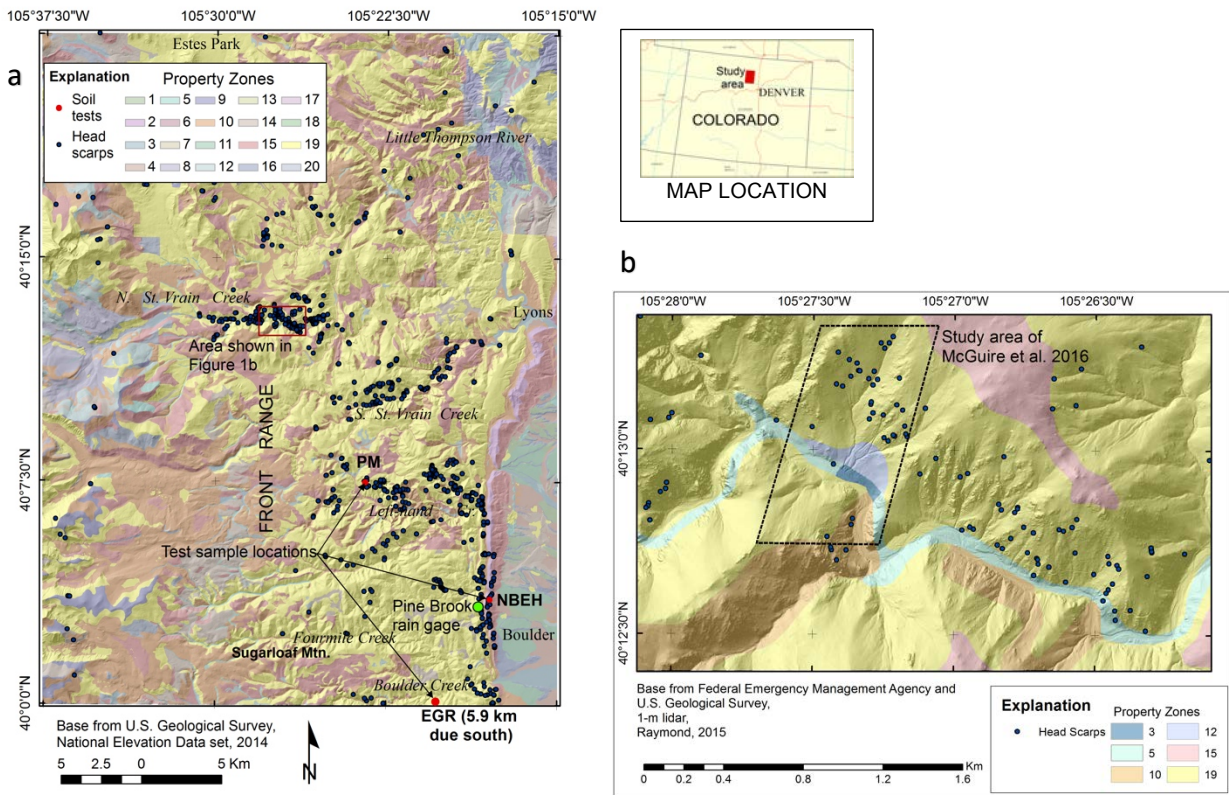 a
105°37'30"W
105°30'0"W
105°22'30"W
105°15'0"W
Estes Park
Explanation
Soil
tests
Head
scarps
Property Zones
1 5 9 13 17
2 6 10 14 18
3 7 11 15 19
4 8 12 16 20
Little Thompson River
40°15'0"N
N. St. Vrain Creek
Lyons
Area shown in
Figure 1b
FRONT RANGE
S. St. Vrain Creek
40°7'30"N
PM
Left-hand Cr.
Test sample locations
NBEH
Pine Brook
rain gage
Boulder
Fourmile Creek
Sugarloaf Mtn.
Boulder Creek
40°0'0"N
EGR (5.9 km
due south)
Base from U.S. Geological Survey,
National Elevation Data set, 2014
5 2.5 0 5 Km
N
Study
area
DENVER
COLORADO
MAP LOCATION
b
105°28'0"W
105°27'30"W
105°27'0"W
105°26'30"W
Study area of
McGuire et al. 2016
40°13'0"N
40°12'30"N
Base from Federal Emergency Management Agency and
U.S. Geological Survey,
1-m lidar,
Raymond, 2015
Km
0 0.2 0.4 0.8 1.2 1.6
Explanation
Head Scarps
Property Zones
3 12
5 15
10 19